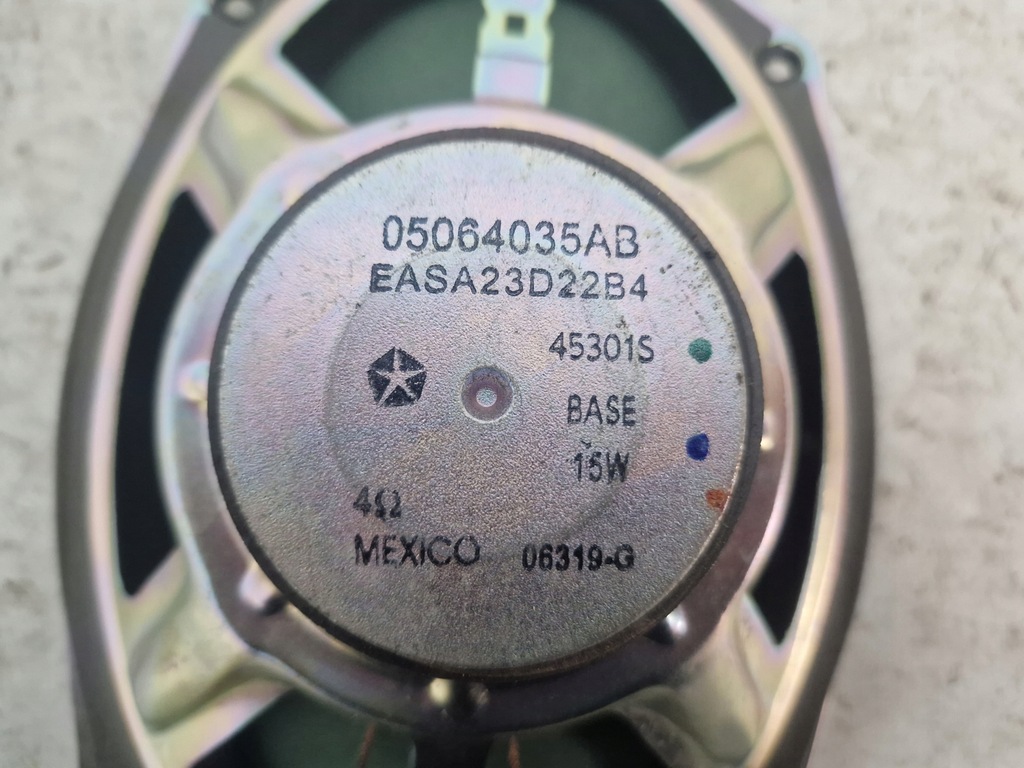 05064035AB
EASA23D22B4
45301S
BASE
15W
4Ω
MEXICO 06319-G